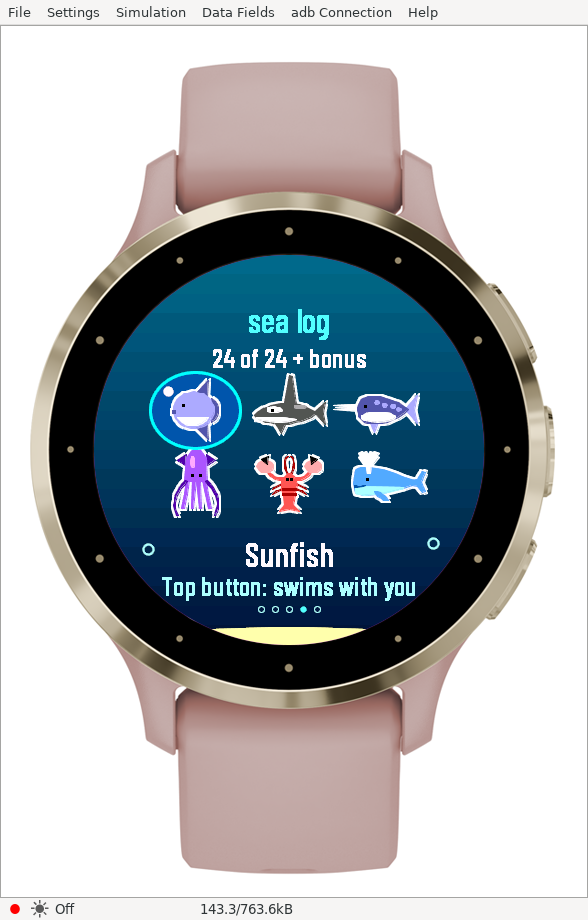 File Settings Simulation Data Fields adb Connection Help
sea log
24 of 24 + bonus
Sunfish
Top button: swims with you
Off 143.3/763.6kB